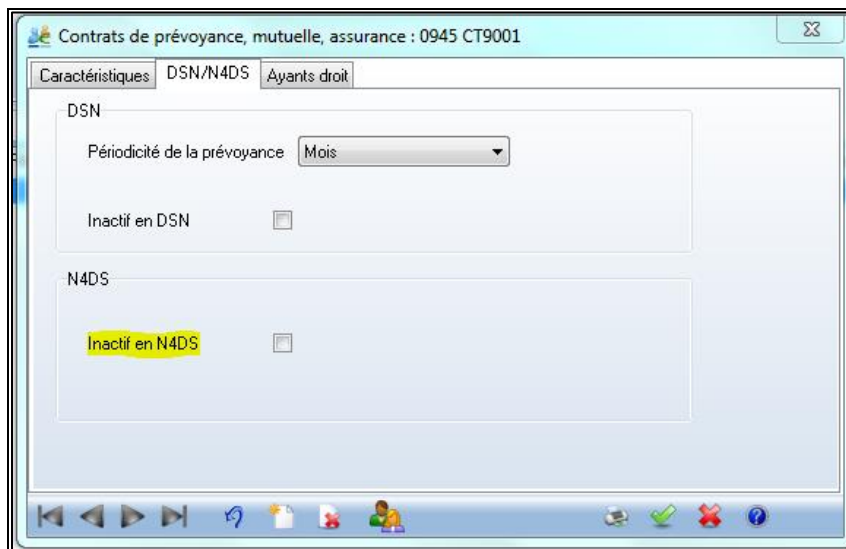 Contrats de prévoyance, mutuelle, assurance : 0945 CT9001
Caractéristiques DSN/N4DS Ayants droit
DSN
Périodicité de la prévoyance Mois
Inactif en DSN
N4DS
Inactif en N4DS